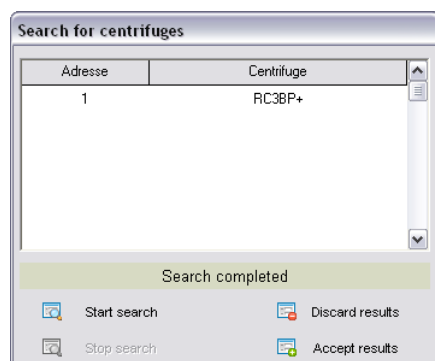 Search for centrifuges
Adresse Centrifuge
1 RC3BP+
Search completed
Start search Discard results
Stop search Accept results